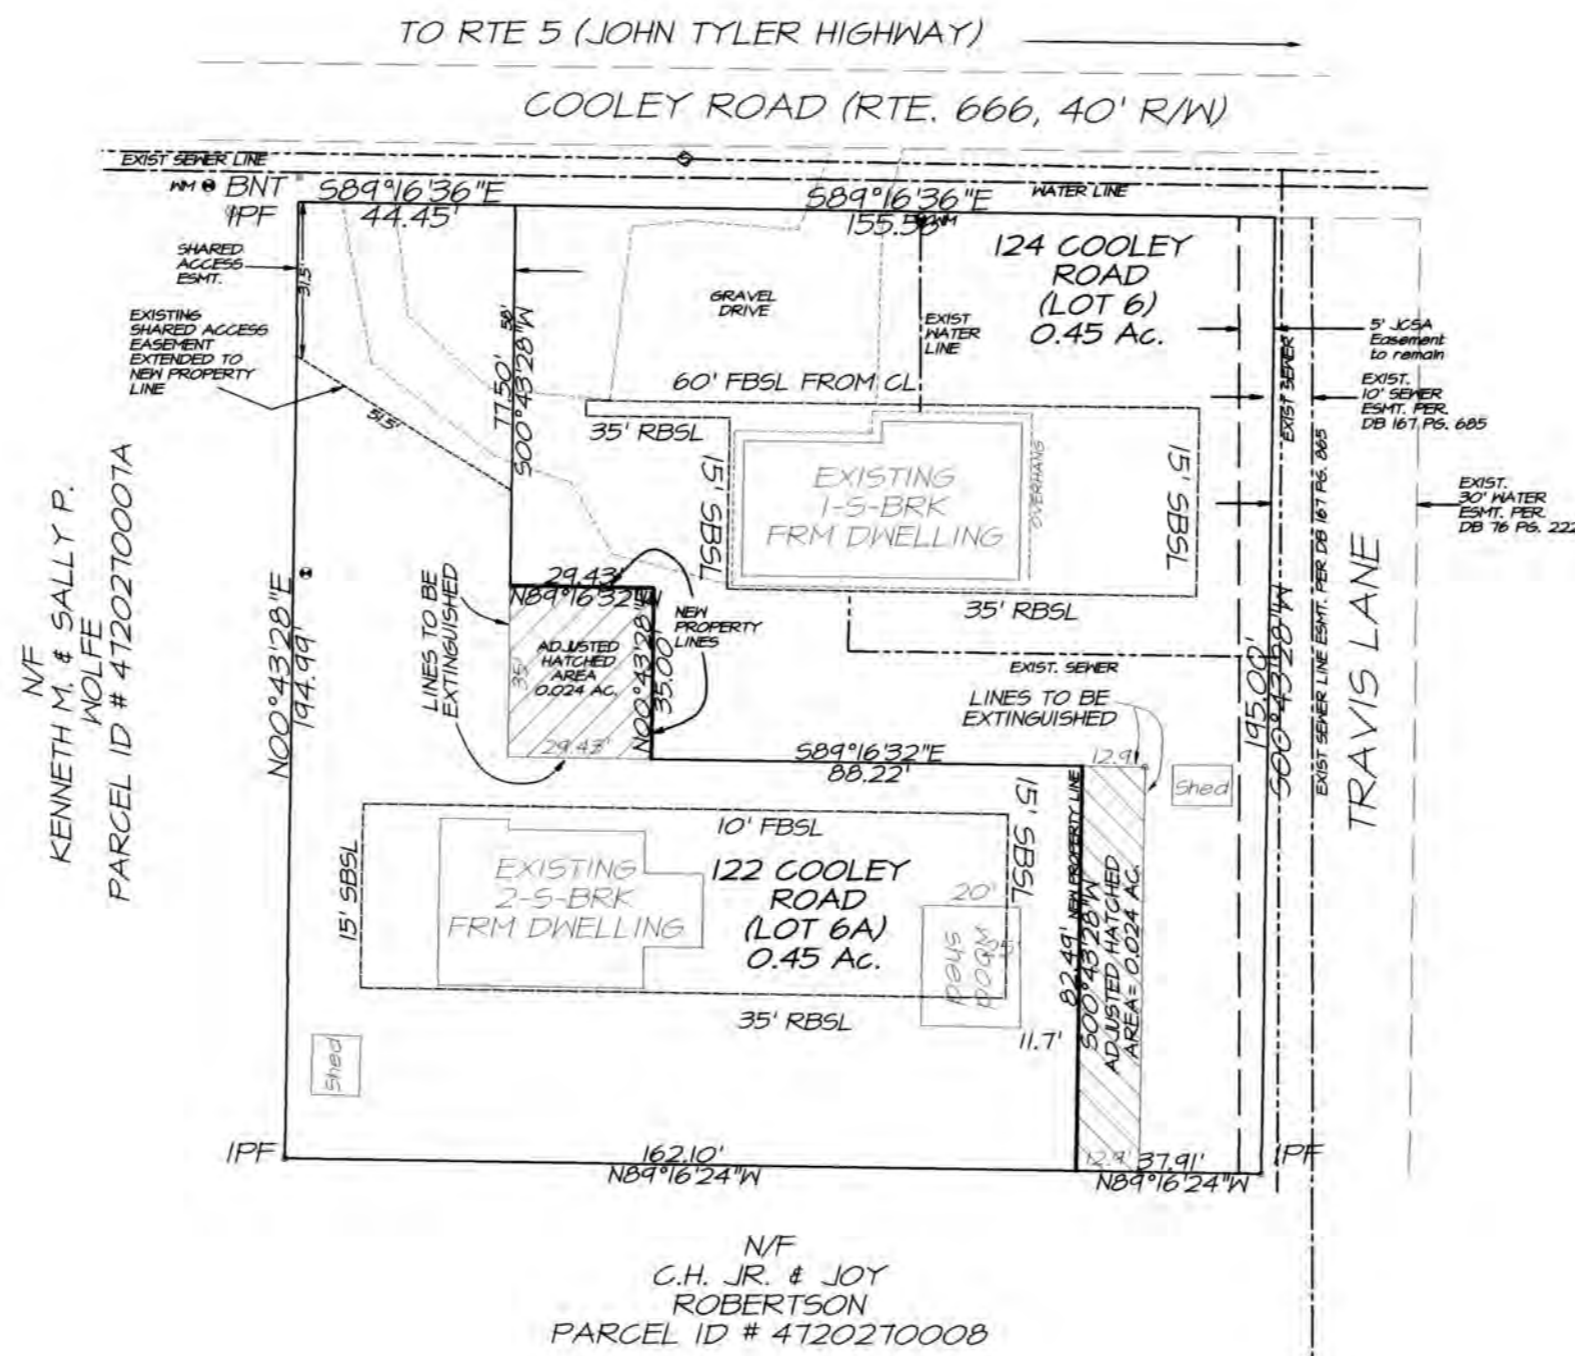 TO RTE 5 (JOHN TYLER HIGHWAY)
COOLEY ROAD (RTE. 666, 40' R/W)
EXIST SEWER LINE
S
WM
BNT
IPF
S89°16'36"E
44.45'
S89°16'36"E
WM
WATER LINE
SHARED
ACCESS
ESMT.
31.5'
EXISTING
SHARED ACCESS
EASEMENT
EXTENDED TO
NEW PROPERTY
LINE
51.5'
58'
77.50'
S00°43'28"W
GRAVEL
DRIVE
EXIST
WATER
LINE
124 COOLEY
ROAD
(LOT 6)
0.45 Ac.
5' JCSA
Easement
to remain
EXIST SEWER
EXIST.
10' SEWER
ESMT. PER.
DB 167 PG. 685
60' FBSL FROM CL
35' RBSL
15' SBSL
EXISTING
1-S-BRK
FRM DWELLING
OVERHANG
15' SBSL
35' RBSL
EXIST.
30' WATER
ESMT. PER.
DB 76 PG. 222
EXIST SEWER LINE ESMT. PER DB 167 PG. 865
TRAVIS LANE
N/F
KENNETH M. & SALLY P.
WOLFE
PARCEL ID # 4720270007A
N00°43'28"E
194.99'
LINES TO BE
EXTINGUISHED
29.43'
N89°16'32"W
ADJUSTED
HATCHED
AREA
0.024 AC.
35'
29.43'
N00°43'28"E
35.00'
NEW
PROPERTY
LINES
EXIST. SEWER
LINES TO BE
EXTINGUISHED
S89°16'32"E
88.22'
12.9'
Shed
195.00'
S00°43'28"W
10' FBSL
15' SBSL
15' SBSL
EXISTING
2-S-BRK
FRM DWELLING
122 COOLEY
ROAD
(LOT 6A)
0.45 Ac.
20'
Wood
shed
35' RBSL
11.7'
NEW PROPERTY LINE
82.49'
S00°43'28"W
ADJUSTED HATCHED
AREA= 0.024 AC.
Shed
IPF
162.10'
N89°16'24"W
12.9'
37.91'
N89°16'24"W
IPF
N/F
C.H. JR. & JOY
ROBERTSON
PARCEL ID # 4720270008